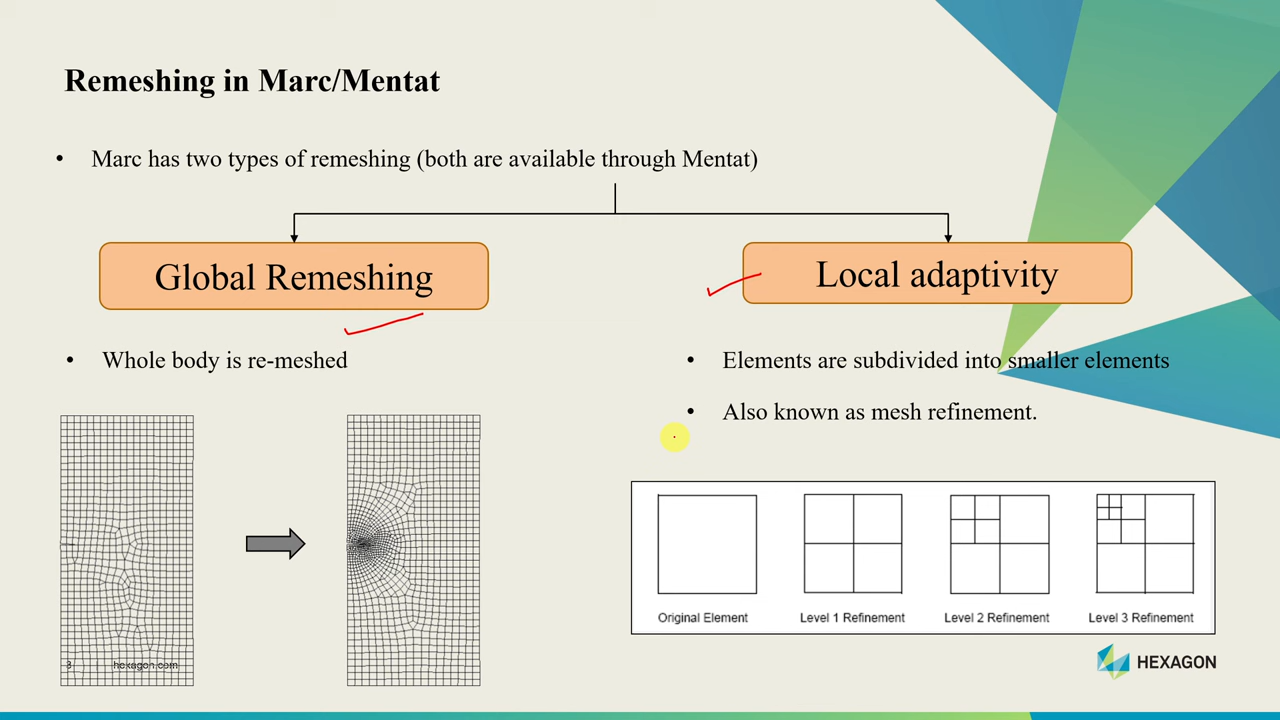 Remeshing in Marc/Mentat
• Marc has two types of remeshing (both are available through Mentat)
Global Remeshing
Local adaptivity
• Whole body is re-meshed
• Elements are subdivided into smaller elements
• Also known as mesh refinement.
Original Element
Level 1 Refinement
Level 2 Refinement
Level 3 Refinement
3 | hexagon.com
HEXAGON